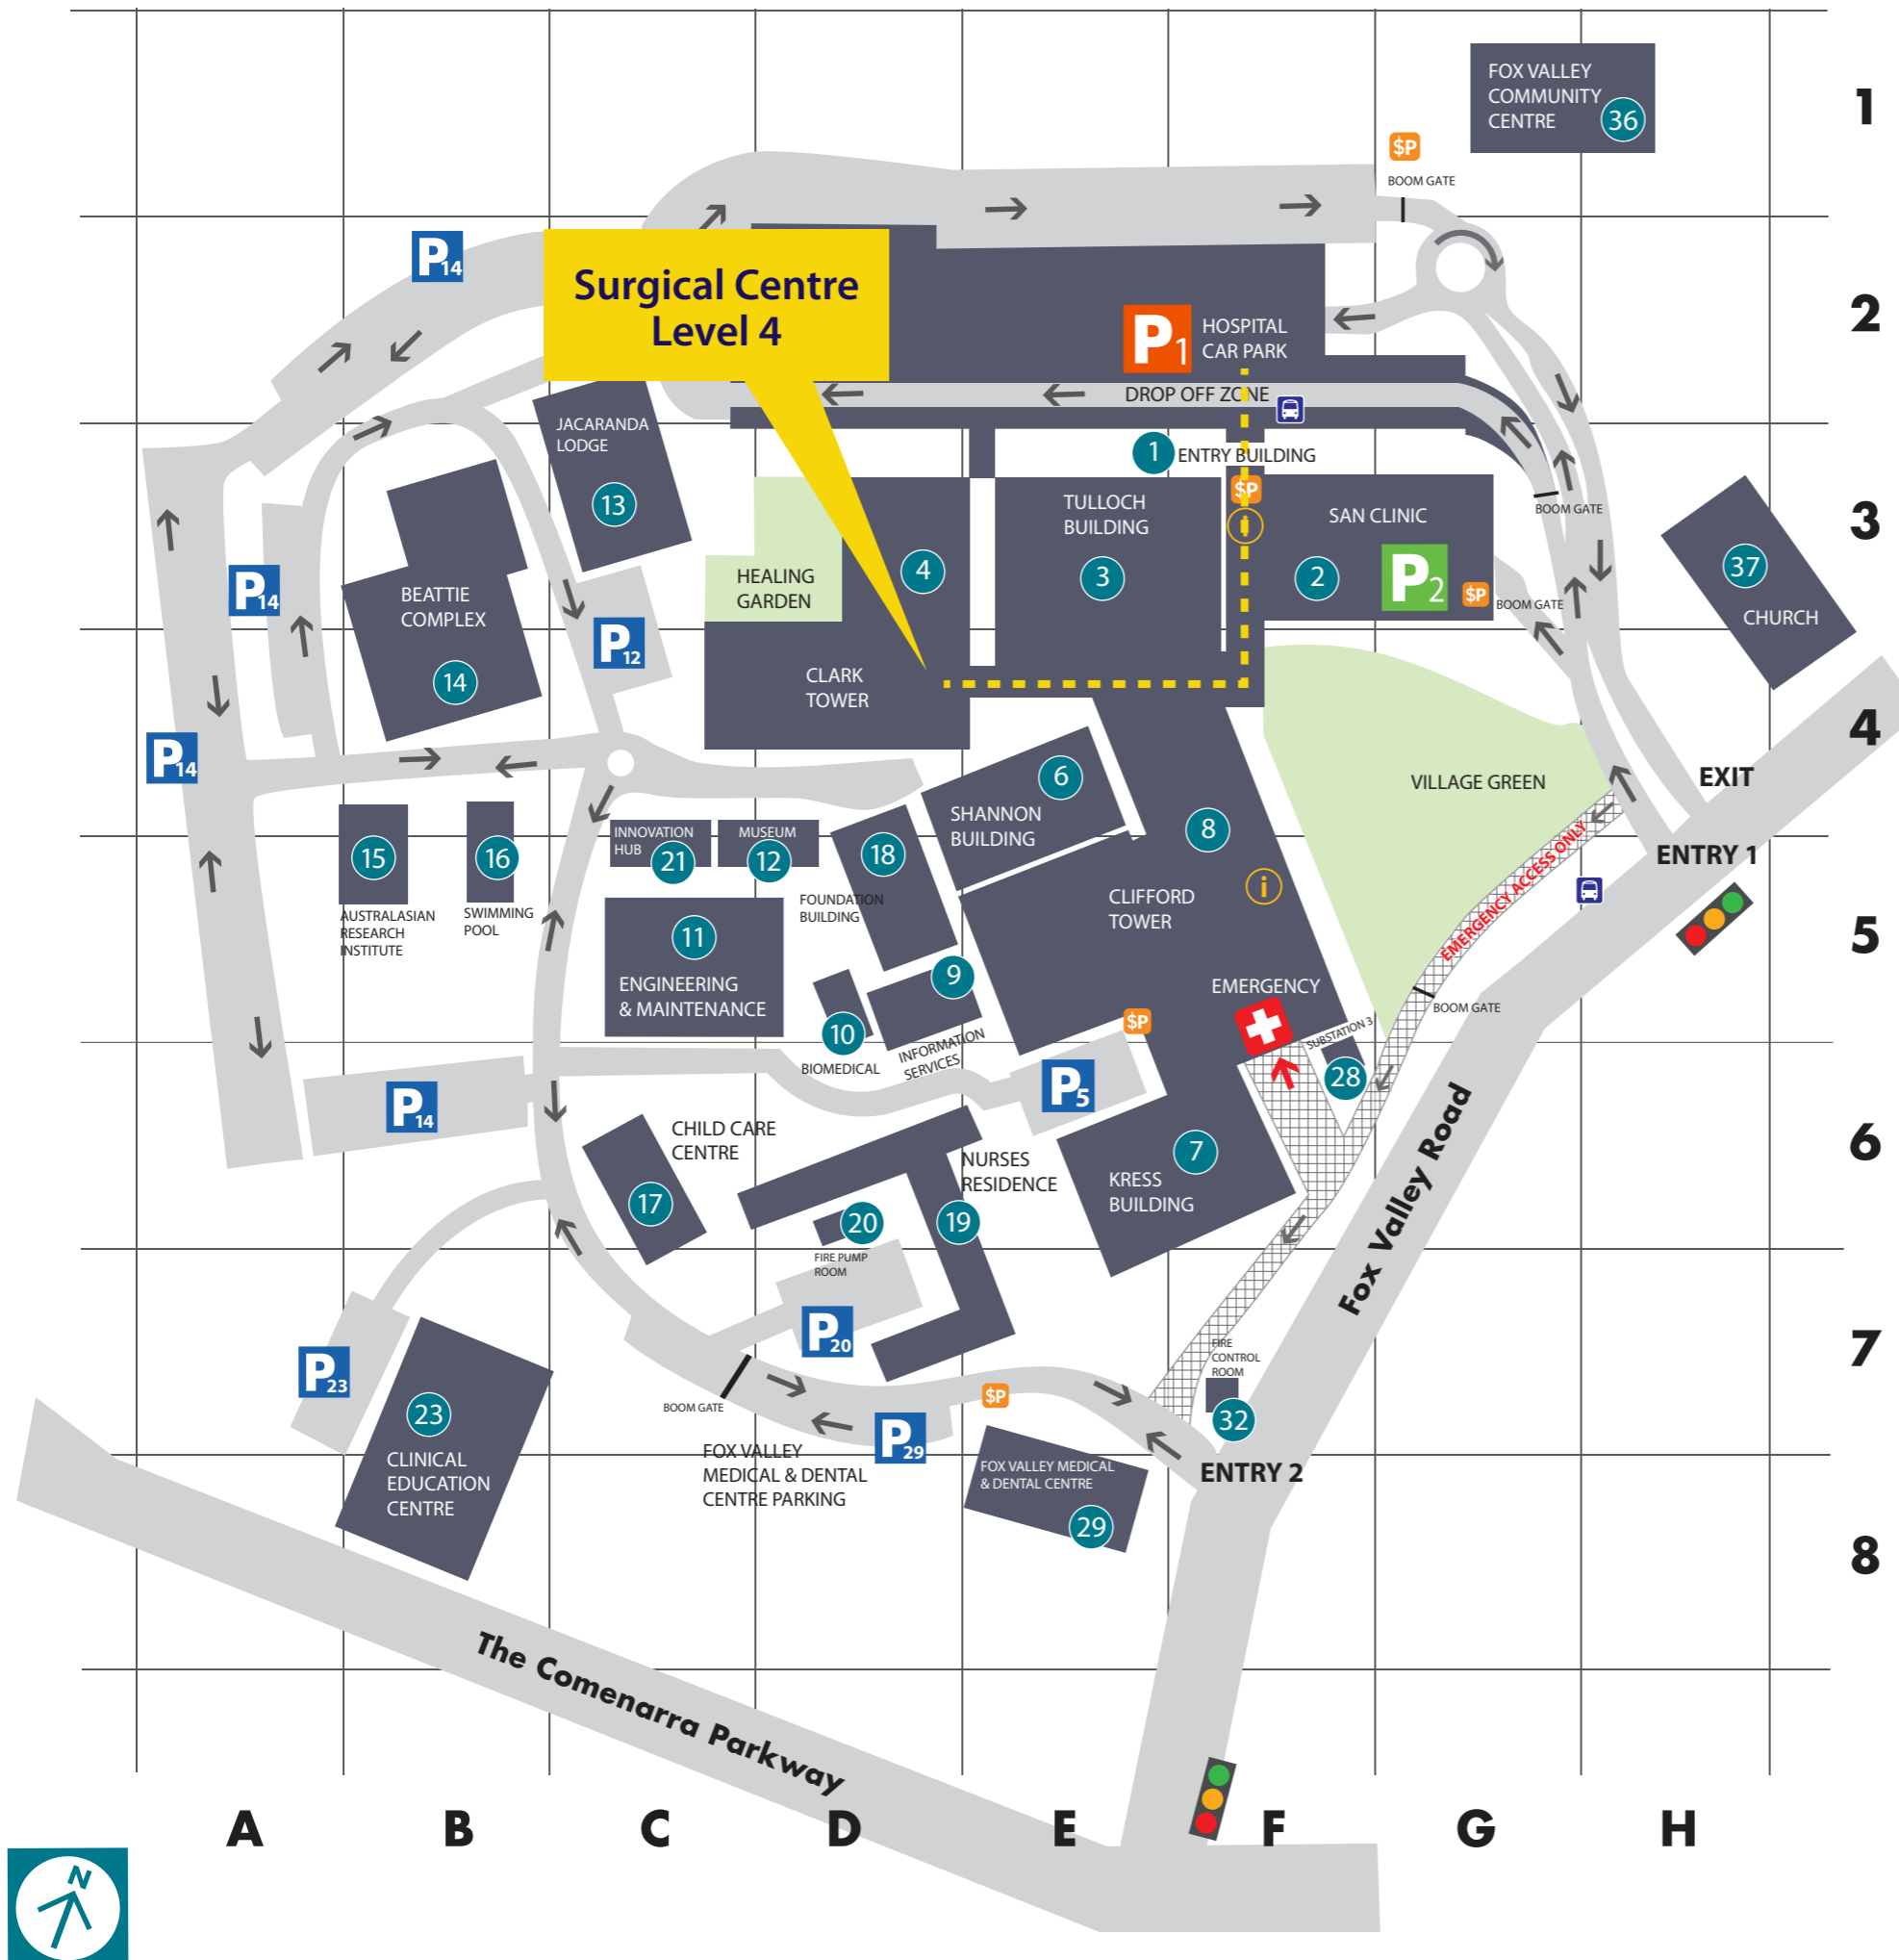 FOX VALLEY
COMMUNITY
CENTRE
36
1
$P
BOOM GATE
P14
Surgical Centre
Level 4
P1
HOSPITAL
CAR PARK
2
DROP OFF ZONE
JACARANDA
LODGE
13
1
ENTRY BUILDING
$P
i
TULLOCH
BUILDING
3
SAN CLINIC
2
P2
$P
BOOM GATE
BOOM GATE
3
37
CHURCH
P14
BEATTIE
COMPLEX
14
P12
HEALING
GARDEN
4
CLARK
TOWER
P14
6
SHANNON
BUILDING
VILLAGE GREEN
EXIT
4
ENTRY 1
EMERGENCY ACCESS ONLY
15
AUSTRALASIAN
RESEARCH
INSTITUTE
16
SWIMMING
POOL
INNOVATION
HUB
21
MUSEUM
12
18
FOUNDATION
BUILDING
8
CLIFFORD
TOWER
i
5
11
ENGINEERING
& MAINTENANCE
9
INFORMATION
SERVICES
10
BIOMEDICAL
EMERGENCY
$P
SUBSTATION 3
28
BOOM GATE
P14
P5
CHILD CARE
CENTRE
17
NURSES
RESIDENCE
19
20
FIRE PUMP
ROOM
7
KRESS
BUILDING
6
Fox Valley Road
P20
P23
23
CLINICAL
EDUCATION
CENTRE
BOOM GATE
$P
FIRE
CONTROL
ROOM
32
7
P29
FOX VALLEY
MEDICAL & DENTAL
CENTRE PARKING
FOX VALLEY MEDICAL
& DENTAL CENTRE
29
ENTRY 2
8
The Comenarra Parkway
A
B
C
D
E
F
G
H
N